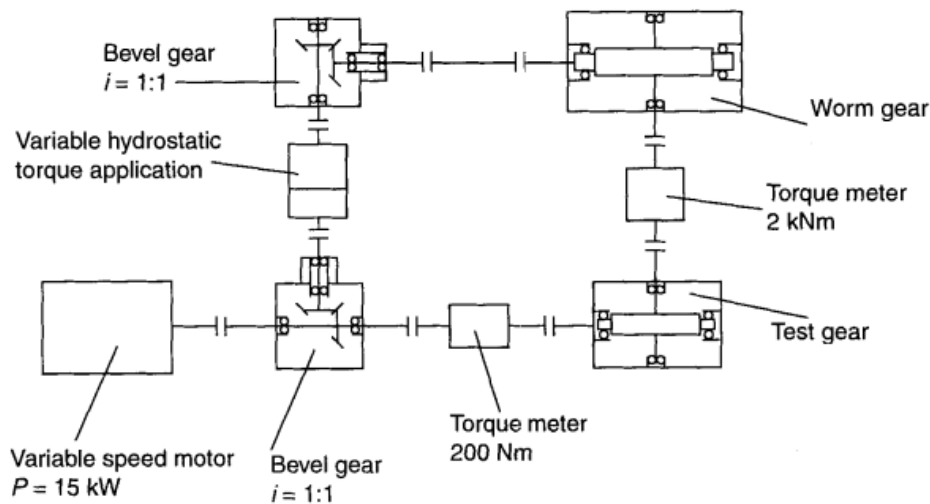 Bevel gear
i = 1:1
Worm gear
Variable hydrostatic
torque application
Torque meter
2 kNm
Test gear
Torque meter
200 Nm
Variable speed motor
P = 15 kW
Bevel gear
i = 1:1